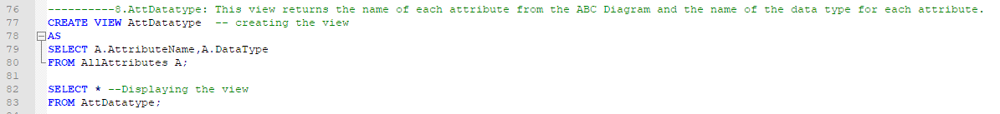 76 ----------8.AttDatatype: This view returns the name of each attribute from the ABC Diagram and the name of the data type for each attribute.
77 CREATE VIEW AttDatatype  -- creating the view
78 AS
79 SELECT A.AttributeName,A.DataType
80 FROM AllAttributes A;
81
82 SELECT * --Displaying the view
83 FROM AttDatatype;